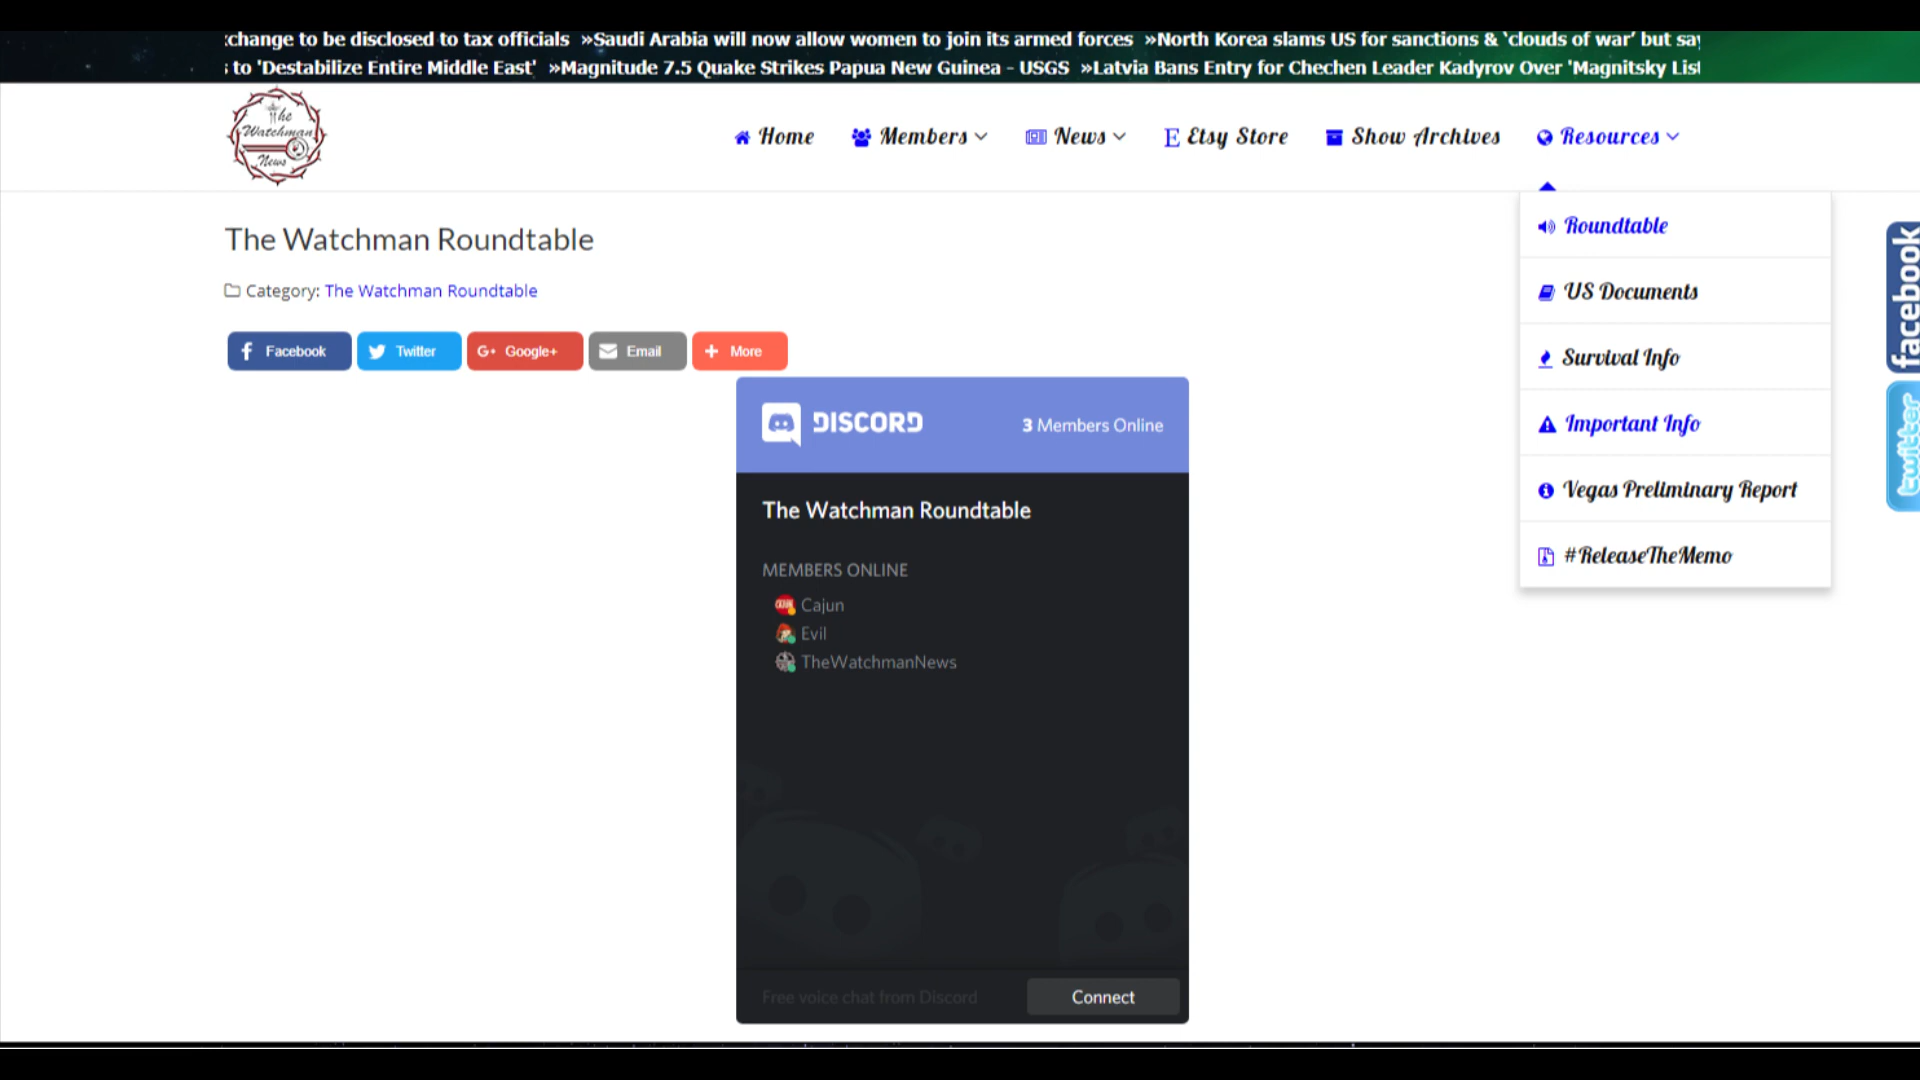 change to be disclosed to tax officials »Saudi Arabia will now allow women to join its armed forces »North Korea slams US for sanctions & 'clouds of war' but say
to 'Destabilize Entire Middle East' »Magnitude 7.5 Quake Strikes Papua New Guinea - USGS »Latvia Bans Entry for Chechen Leader Kadyrov Over 'Magnitsky List
The Watchman News
Home Members News Etsy Store Show Archives Resources
Roundtable
US Documents
Survival Info
Important Info
Vegas Preliminary Report
#ReleaseTheMemo
The Watchman Roundtable
Category: The Watchman Roundtable
Facebook Twitter Google+ Email More
DISCORD 3 Members Online
The Watchman Roundtable
MEMBERS ONLINE
Cajun
Evil
TheWatchmanNews
Free voice chat from Discord Connect
facebook
twitter